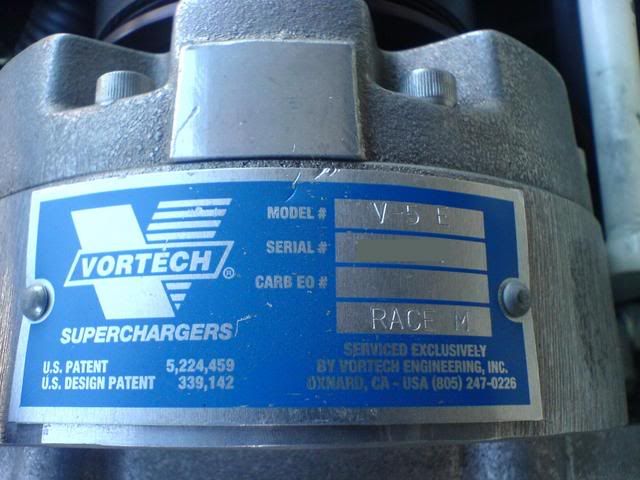 VORTECH®
SUPERCHARGERS
MODEL # V-5 E
SERIAL #
CARB EO #
RACE M
U.S. PATENT 5,224,459
U.S. DESIGN PATENT 339,142
SERVICED EXCLUSIVELY
BY VORTECH ENGINEERING, INC.
OXNARD, CA - USA (805) 247-0226